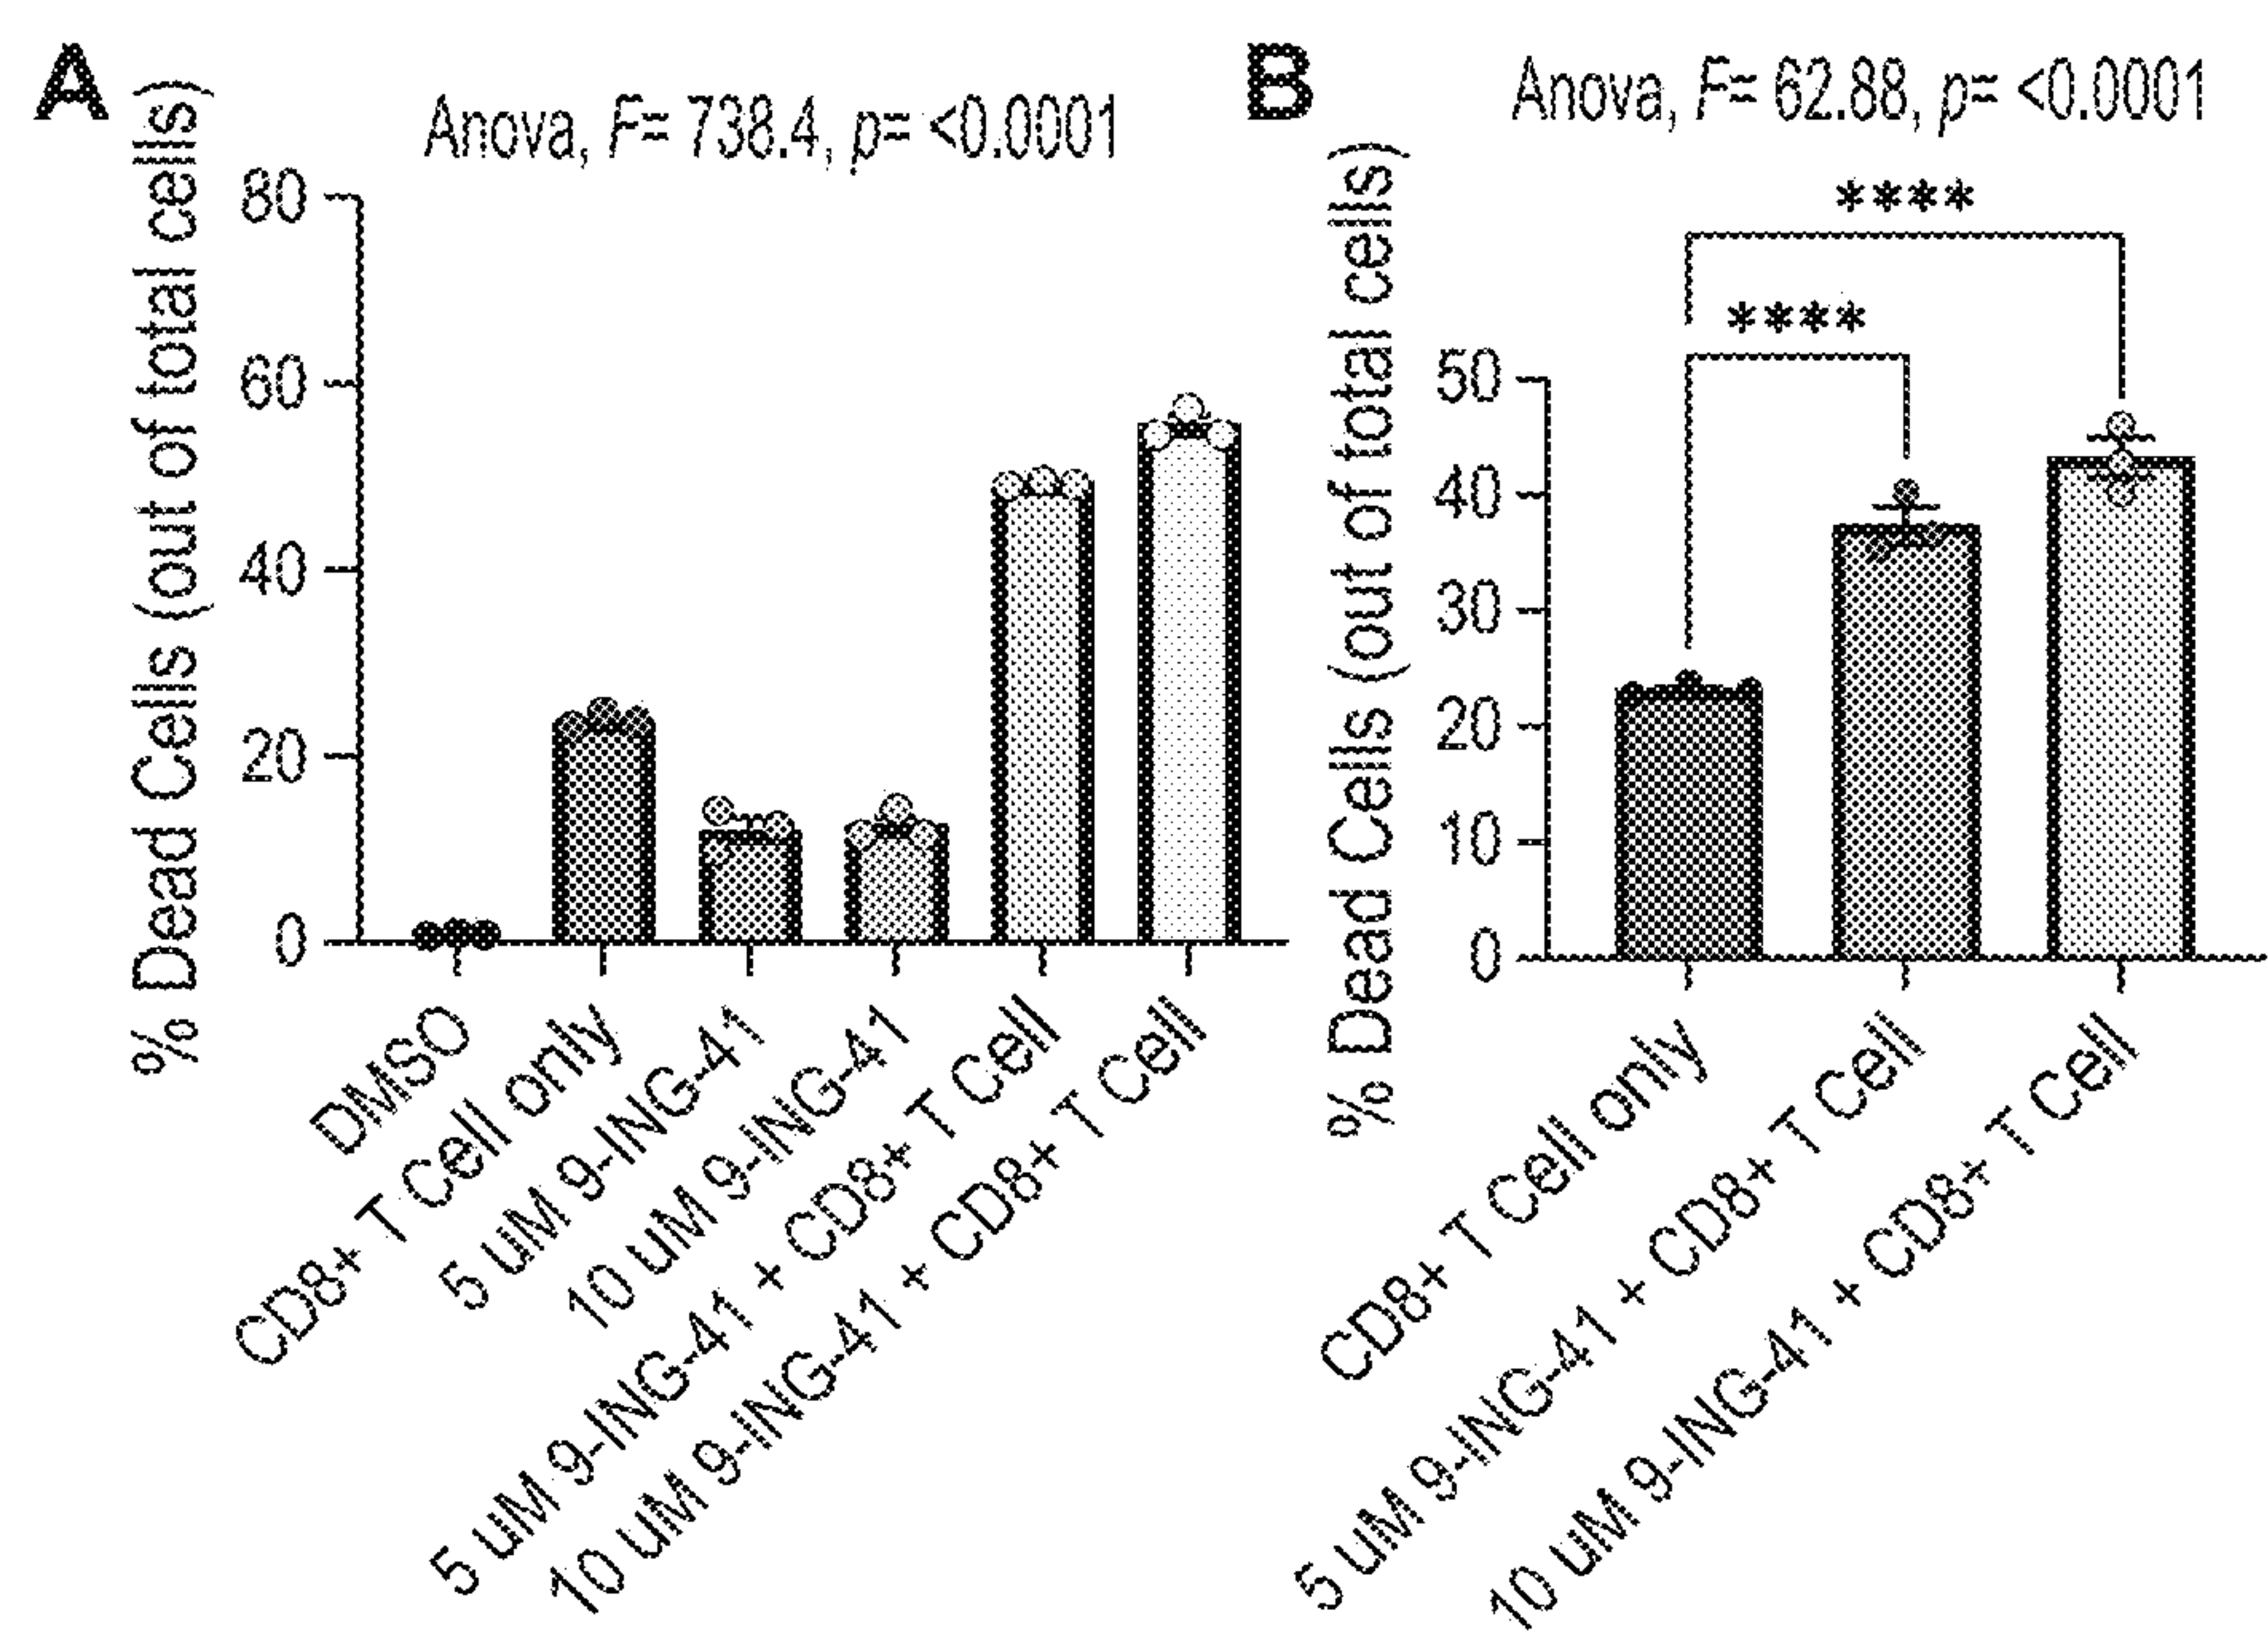 A
Anova, F= 738.4, p= <0.0001
% Dead Cells (out of total cells)
80
60
40
20
0
DMSO
CD8+ T Cell only
5 uM 9-ING-41
10 uM 9-ING-41
5 uM 9-ING-41 + CD8+ T Cell
10 uM 9-ING-41 + CD8+ T Cell
B
Anova, F= 62.88, p= <0.0001
% Dead Cells (out of total cells)
****
****
50
40
30
20
10
0
CD8+ T Cell only
5 uM 9-ING-41 + CD8+ T Cell
10 uM 9-ING-41 + CD8+ T Cell